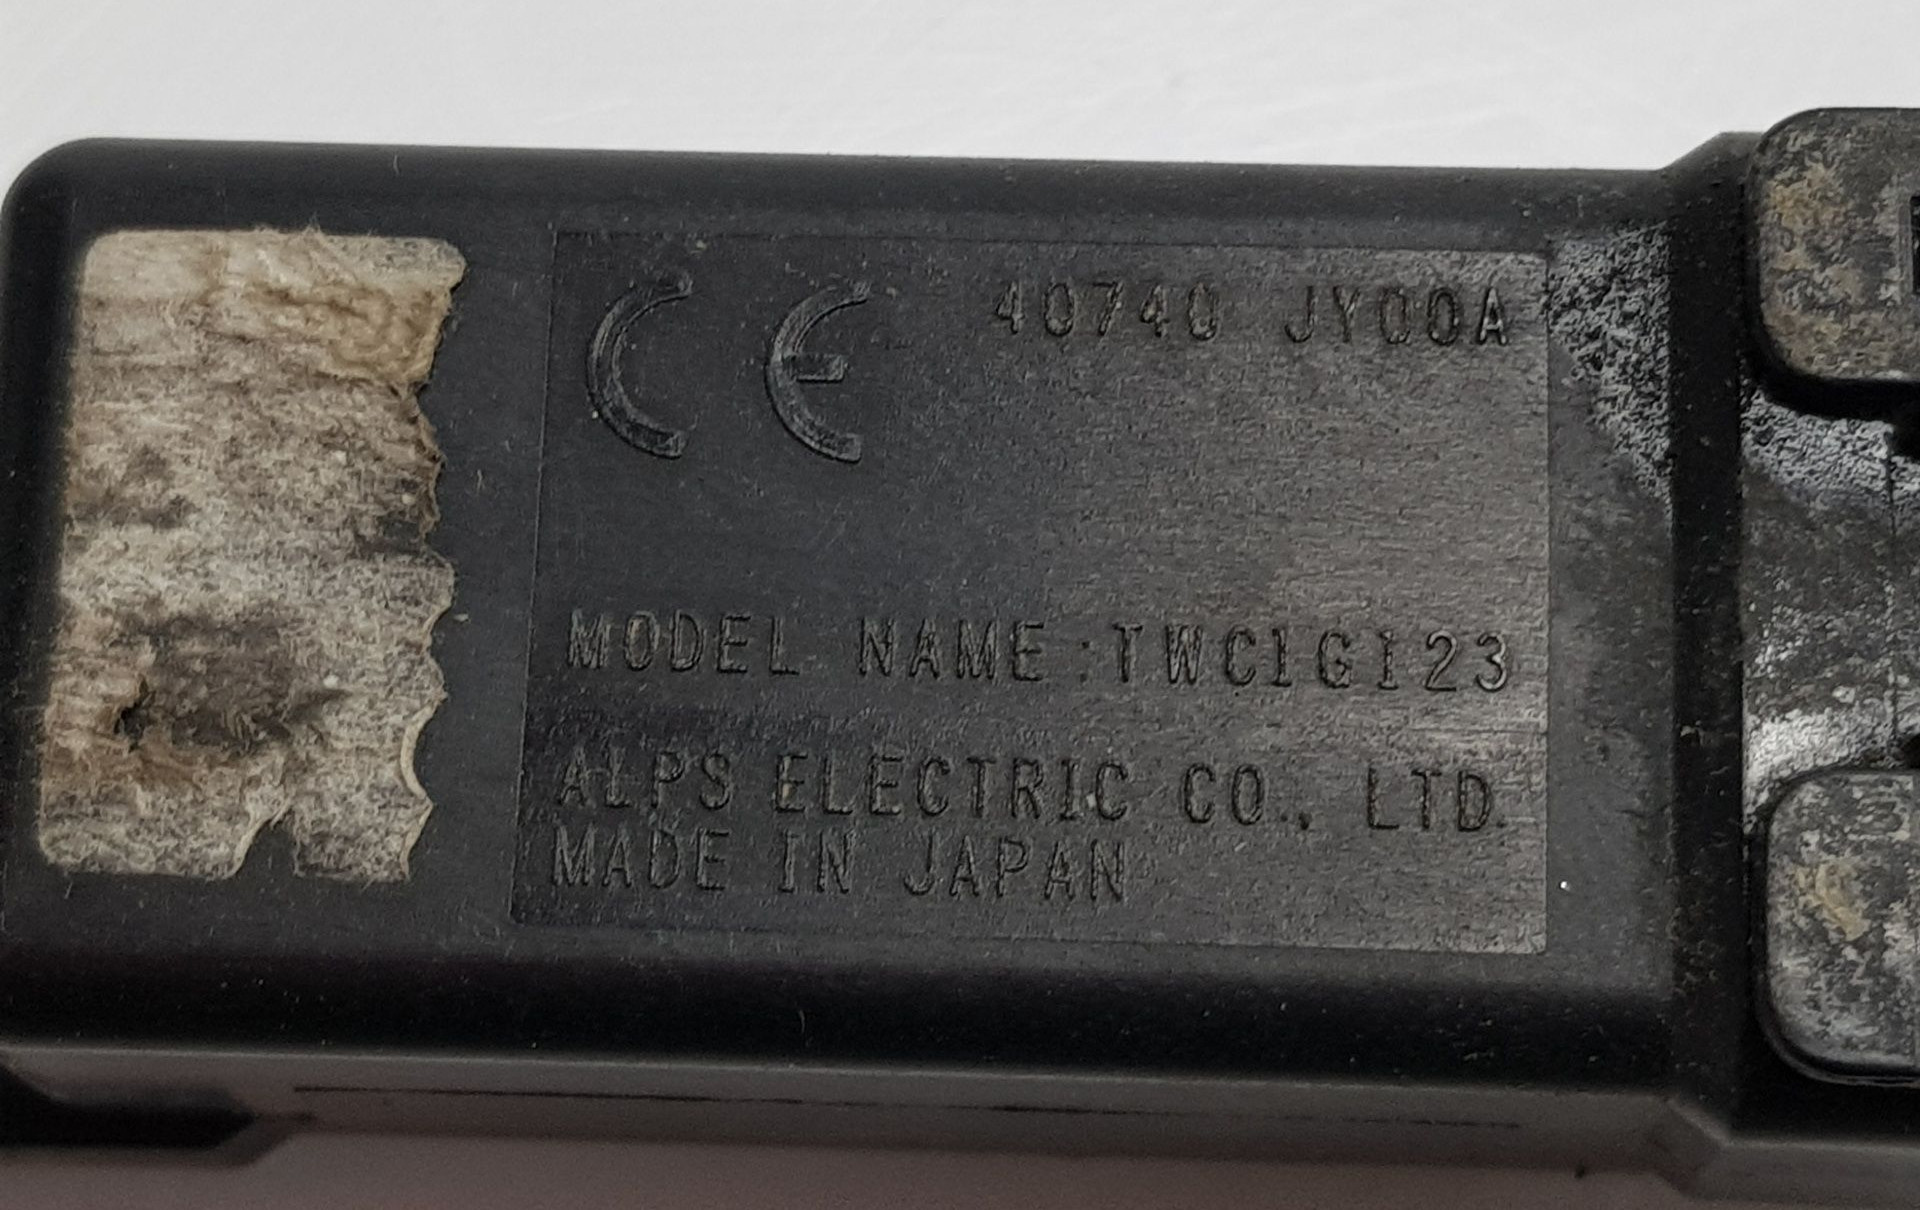 CE 40740 JY00A
MODEL NAME:TWC1G123
ALPS ELECTRIC CO., LTD.
MADE IN JAPAN